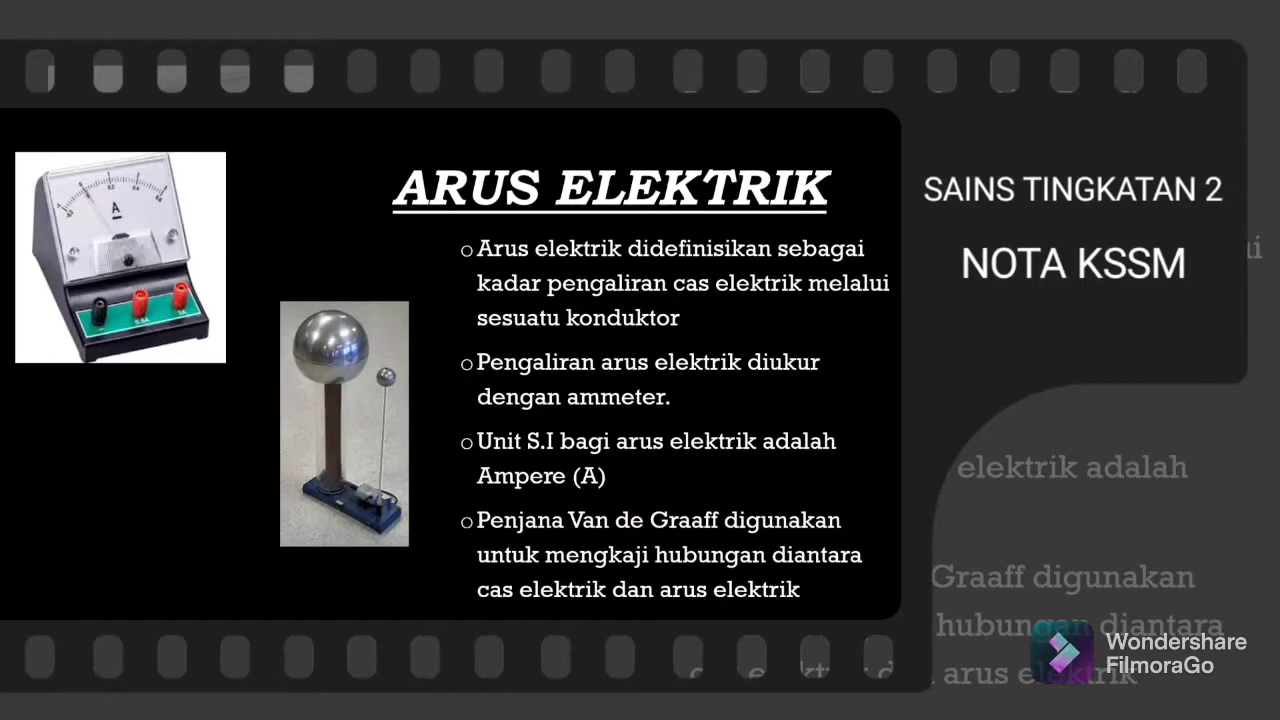 ARUS ELEKTRIK
Arus elektrik didefinisikan sebagai
kadar pengaliran cas elektrik melalui
sesuatu konduktor
Pengaliran arus elektrik diukur
dengan ammeter.
Unit S.I bagi arus elektrik adalah
Ampere (A)
Penjana Van de Graaff digunakan
untuk mengkaji hubungan diantara
cas elektrik dan arus elektrik
SAINS TINGKATAN 2
NOTA KSSM
A
elektrik adalah
Graaff digunakan
hubungan diantara
arus elektrik
Wondershare
FilmoraGo